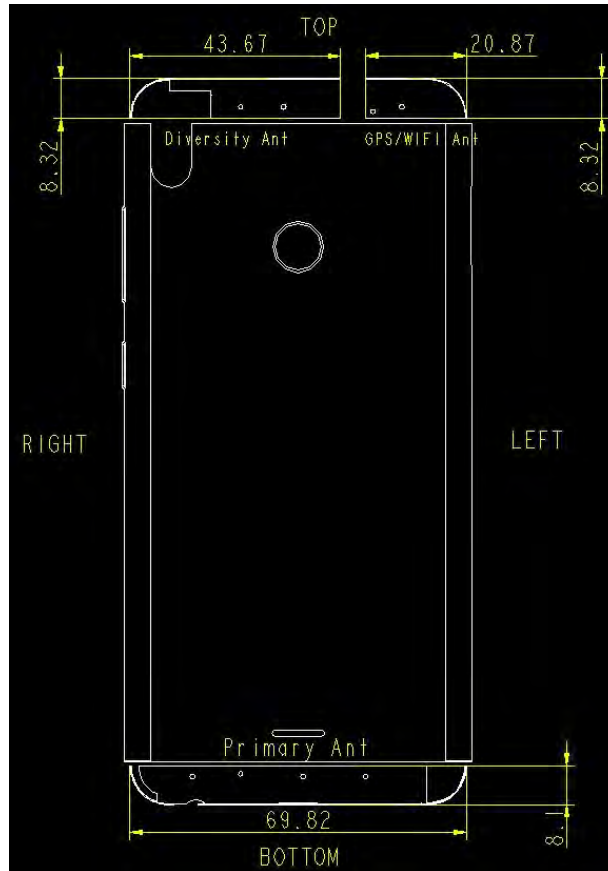 TOP
43.67
20.87
8.32
8.32
Diversity Ant
GPS/WIFI Ant
RIGHT
LEFT
Primary Ant
69.82
8.1
BOTTOM